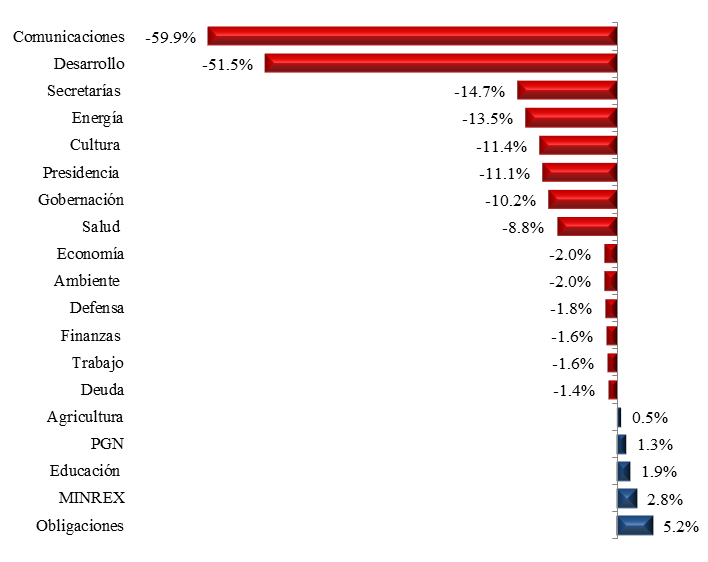 Comunicaciones -59.9%
Desarrollo -51.5%
Secretarías -14.7%
Energía -13.5%
Cultura -11.4%
Presidencia -11.1%
Gobernación -10.2%
Salud -8.8%
Economía -2.0%
Ambiente -2.0%
Defensa -1.8%
Finanzas -1.6%
Trabajo -1.6%
Deuda -1.4%
Agricultura 0.5%
PGN 1.3%
Educación 1.9%
MINREX 2.8%
Obligaciones 5.2%